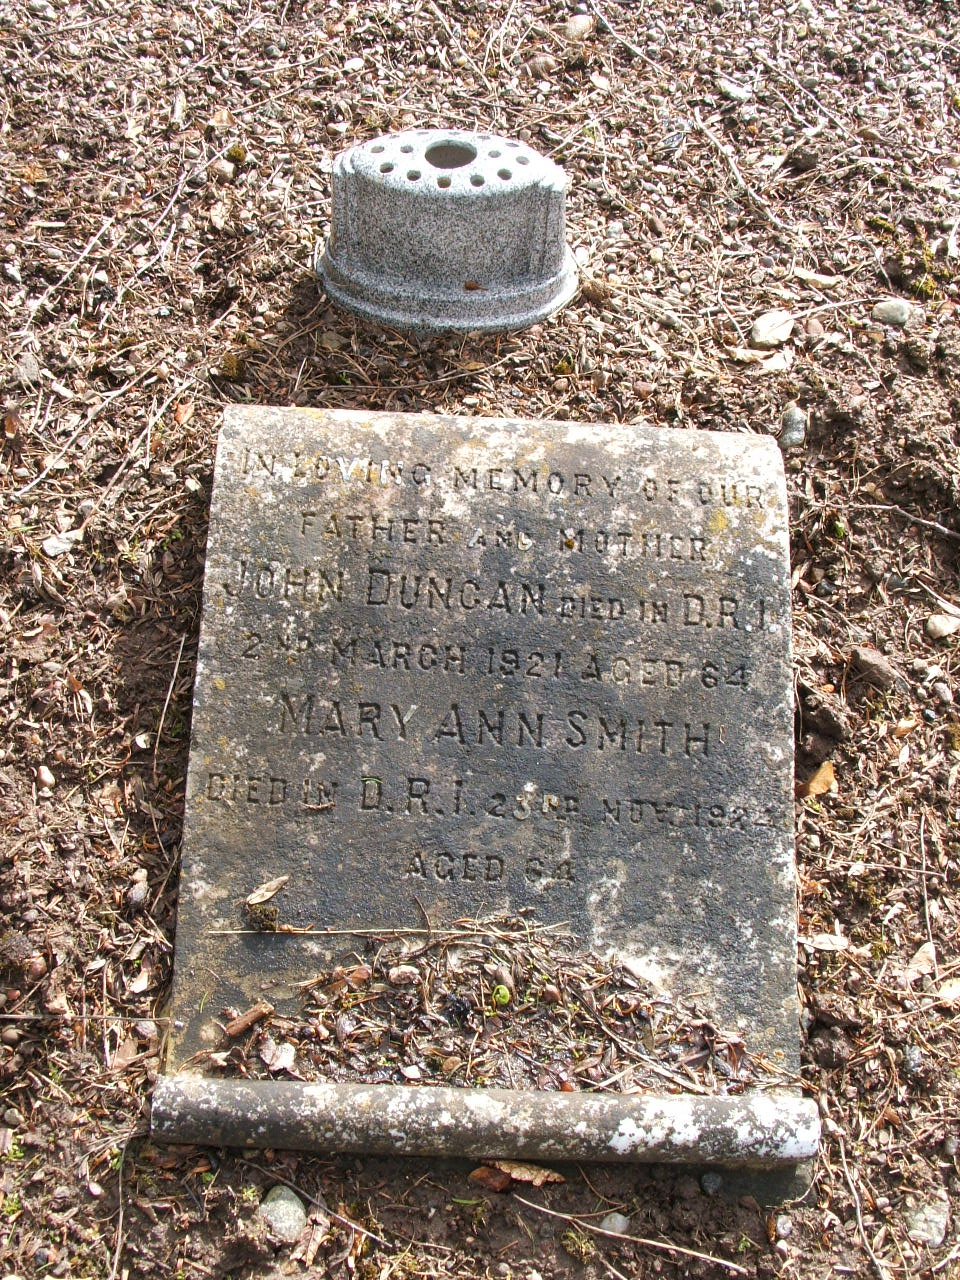 IN LOVING MEMORY OF OUR
FATHER AND MOTHER
JOHN DUNCAN DIED IN D.R.I.
2ND MARCH 1921 AGED 64
MARY ANN SMITH
DIED IN D.R.I. 23RD NOV. 1924
AGED 64